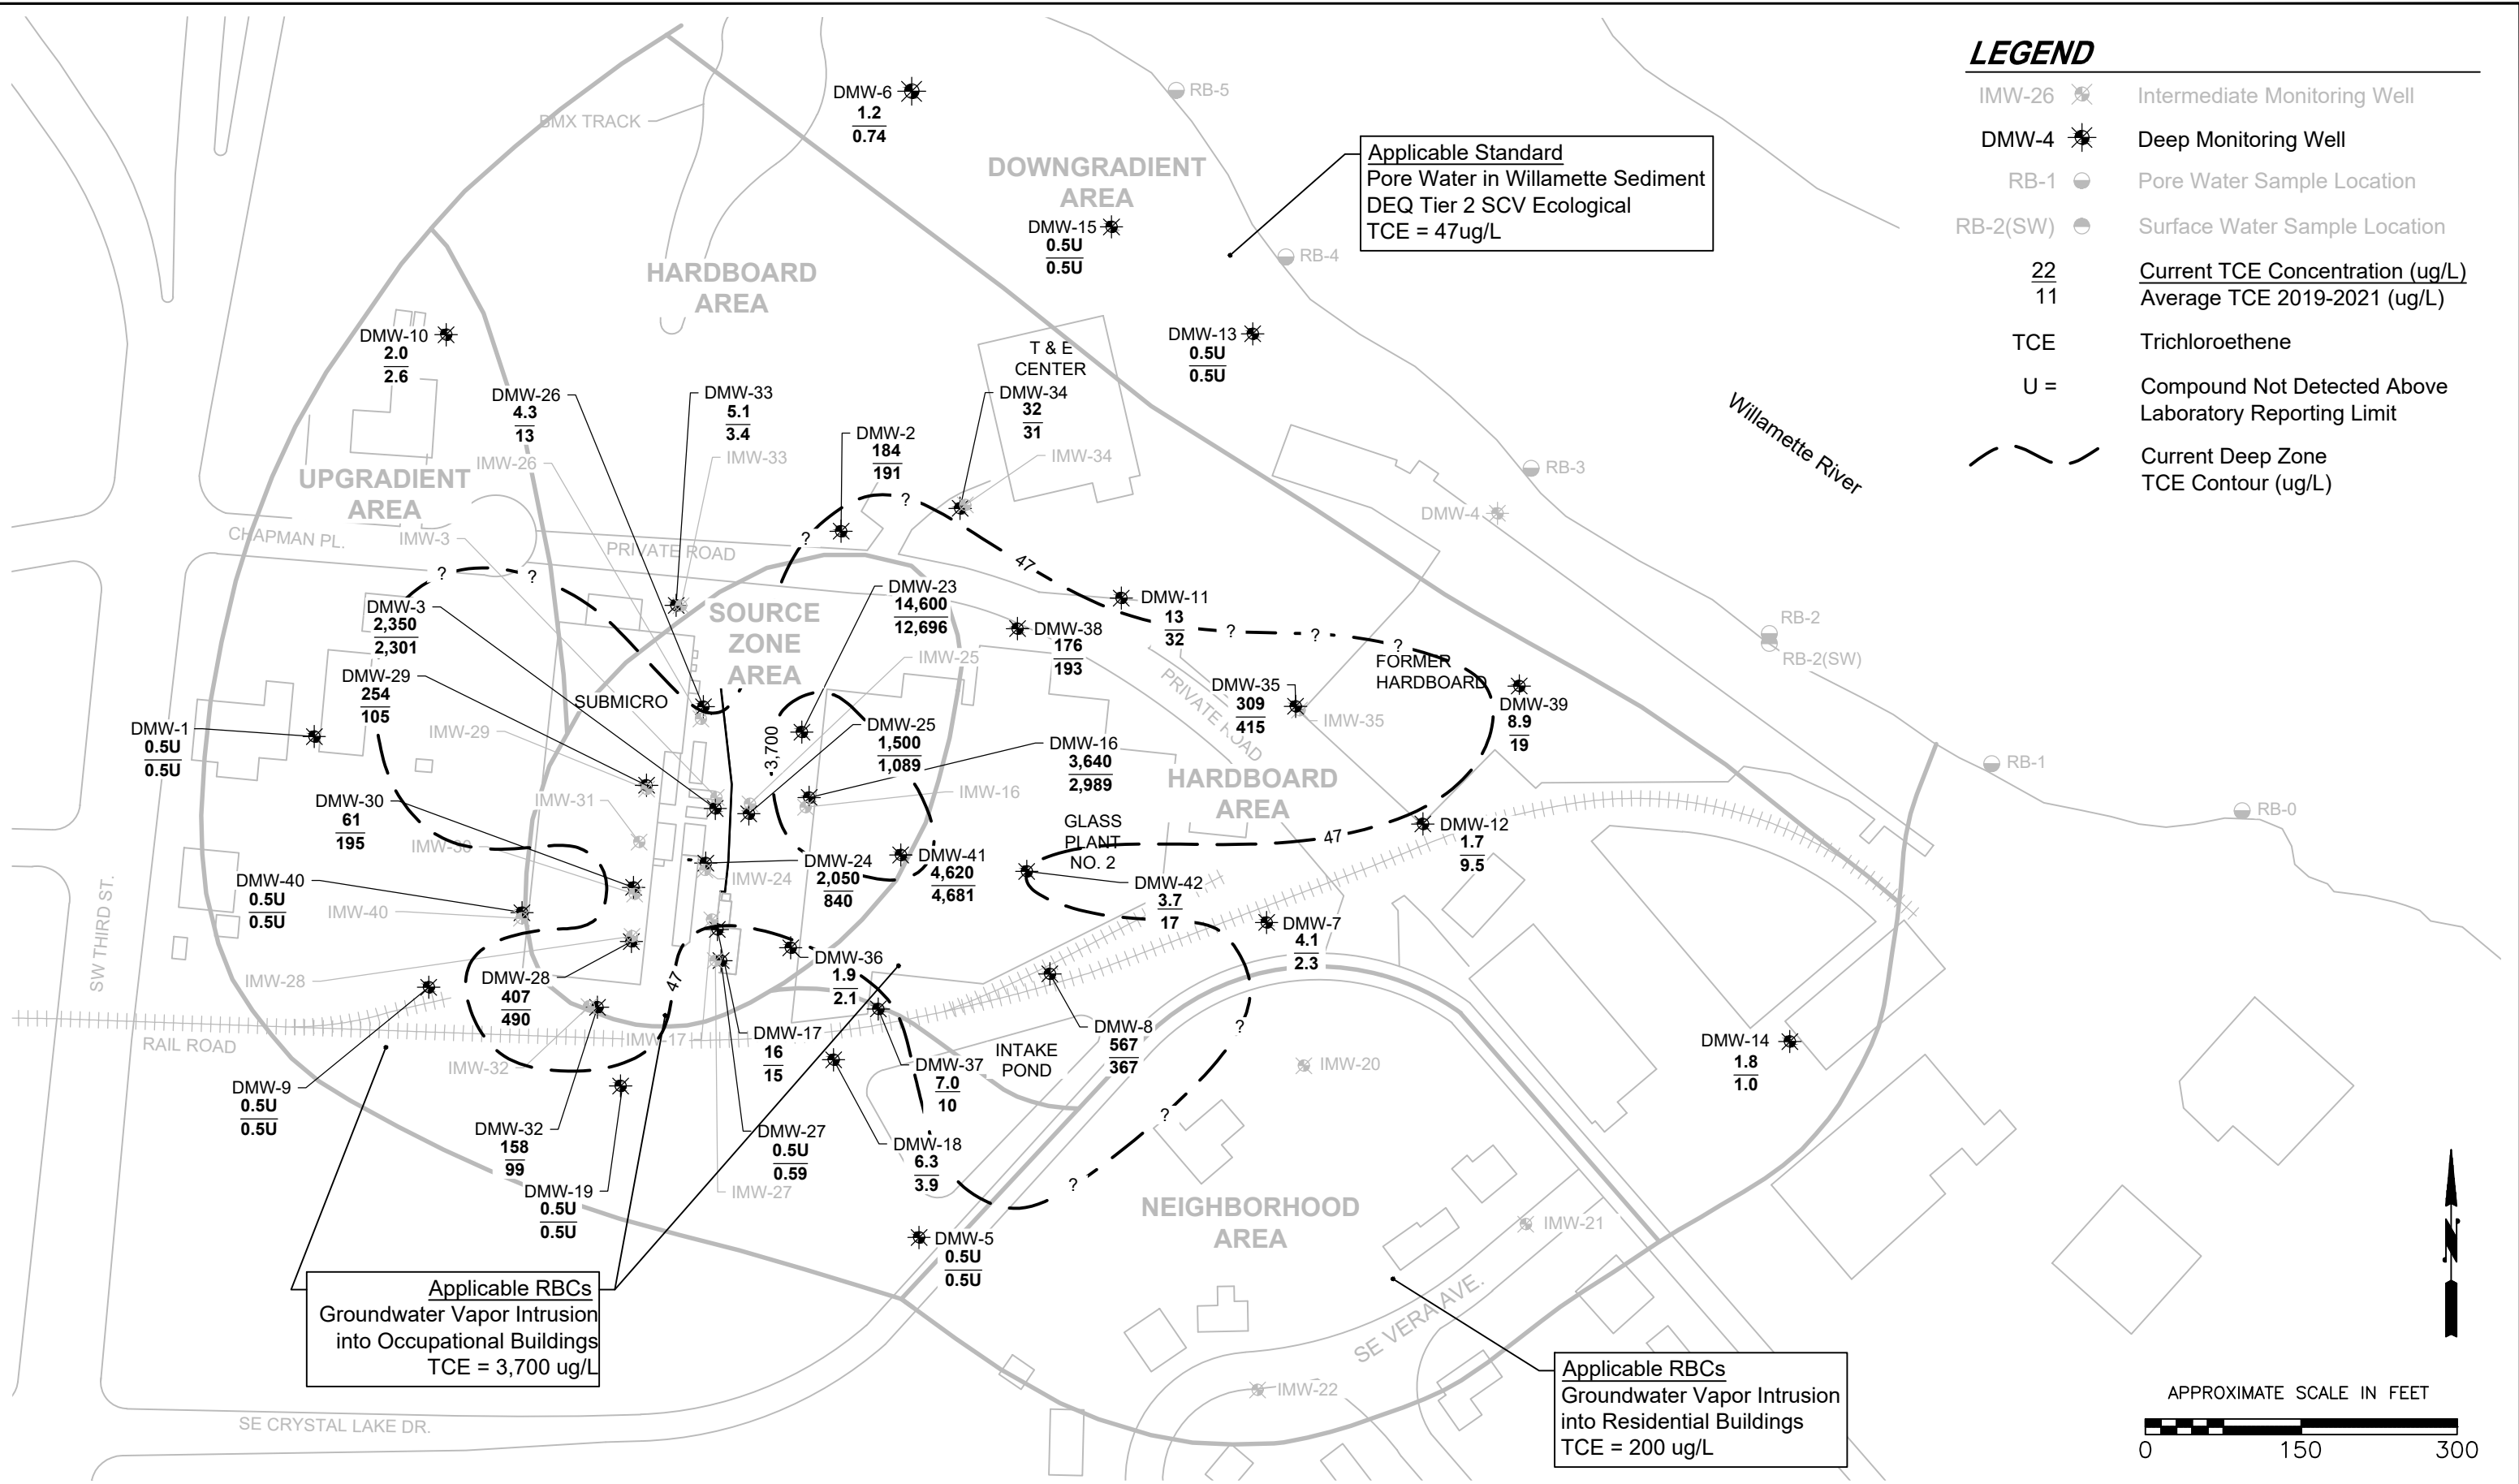 LEGEND
IMW-26 Intermediate Monitoring Well
DMW-4 Deep Monitoring Well
RB-1 Pore Water Sample Location
RB-2(SW) Surface Water Sample Location
22 Current TCE Concentration (ug/L)
11 Average TCE 2019-2021 (ug/L)
TCE Trichloroethene
U = Compound Not Detected Above
Laboratory Reporting Limit
Current Deep Zone
TCE Contour (ug/L)
DMW-6
1.2
0.74
BMX TRACK
RB-5
DOWNGRADIENT
AREA
Applicable Standard
Pore Water in Willamette Sediment
DEQ Tier 2 SCV Ecological
TCE = 47ug/L
DMW-15
0.5U
0.5U
RB-4
HARDBOARD
AREA
DMW-10
2.0
2.6
DMW-13
0.5U
0.5U
T & E
CENTER
DMW-26
4.3
13
DMW-33
5.1
3.4
DMW-34
32
31
DMW-2
184
191
IMW-26
IMW-33
IMW-34
RB-3
Willamette River
UPGRADIENT
AREA
?
?
DMW-4
CHAPMAN PL.
IMW-3
PRIVATE ROAD
47
?
?
DMW-3
2,350
2,301
SOURCE
ZONE
AREA
DMW-23
14,600
12,696
DMW-11
13
32
DMW-38
176
193
?
?
?
RB-2
RB-2(SW)
IMW-25
FORMER
HARDBOARD
PRIVATE ROAD
DMW-29
254
105
SUBMICRO
DMW-35
309
415
IMW-35
DMW-39
8.9
19
DMW-1
0.5U
0.5U
IMW-29
3,700
DMW-25
1,500
1,089
DMW-16
3,640
2,989
HARDBOARD
AREA
RB-1
IMW-16
DMW-30
61
195
IMW-31
IMW-30
RB-0
GLASS
PLANT
NO. 2
47
DMW-12
1.7
9.5
DMW-24
2,050
840
IMW-24
DMW-41
4,620
4,681
DMW-40
0.5U
0.5U
IMW-40
DMW-42
3.7
17
DMW-7
4.1
2.3
SW THIRD ST.
IMW-28
DMW-28
407
490
47
DMW-36
1.9
2.1
RAIL ROAD
IMW-17
DMW-17
16
15
DMW-8
567
367
?
INTAKE
POND
DMW-37
7.0
10
IMW-20
DMW-14
1.8
1.0
IMW-32
DMW-9
0.5U
0.5U
DMW-32
158
99
DMW-27
0.5U
0.59
IMW-27
DMW-18
6.3
3.9
?
?
DMW-19
0.5U
0.5U
DMW-5
0.5U
0.5U
NEIGHBORHOOD
AREA
IMW-21
N
Applicable RBCs
Groundwater Vapor Intrusion
into Occupational Buildings
TCE = 3,700 ug/L
SE VERA AVE.
IMW-22
Applicable RBCs
Groundwater Vapor Intrusion
into Residential Buildings
TCE = 200 ug/L
SE CRYSTAL LAKE DR.
APPROXIMATE SCALE IN FEET
0 150 300